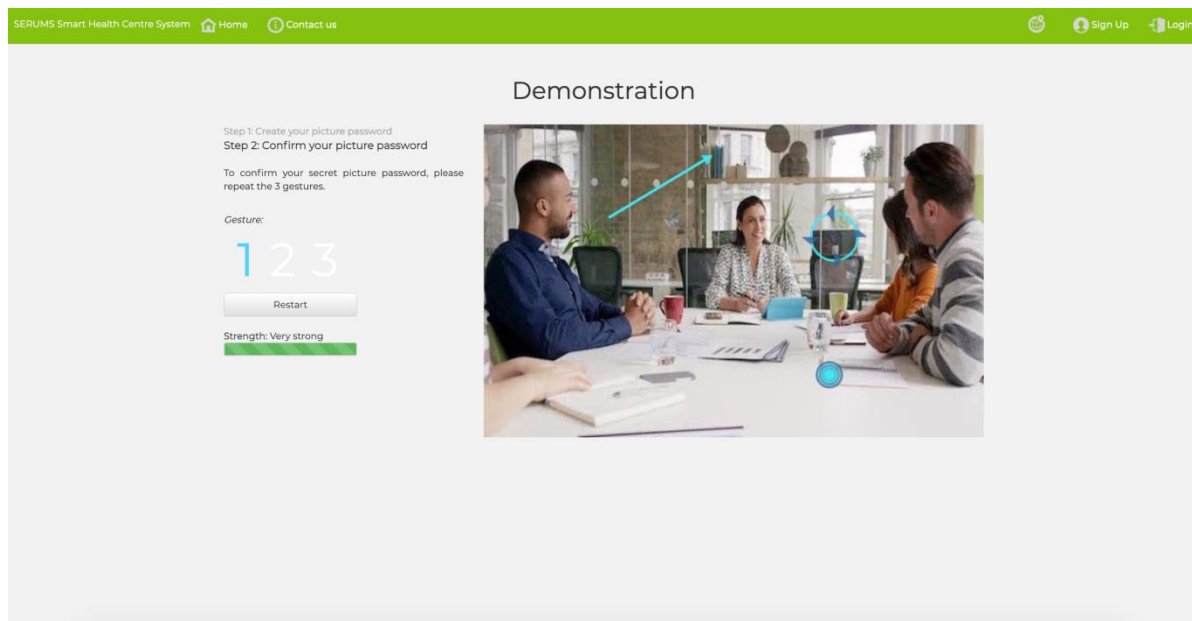 SERUMS Smart Health Centre System Home Contact us Sign Up Login
Demonstration
Step 1: Create your picture password
Step 2: Confirm your picture password
To confirm your secret picture password, please
repeat the 3 gestures.
Gesture:
1 2 3
Restart
Strength: Very strong